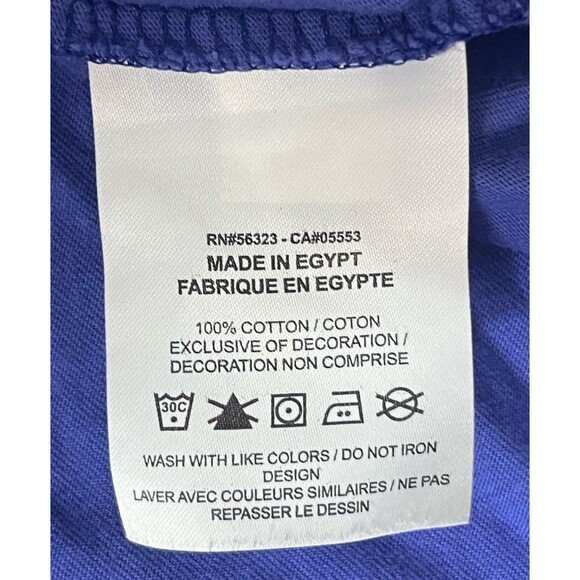 RN#56323 - CA#05553
MADE IN EGYPT
FABRIQUE EN EGYPTE
100% COTTON / COTON
EXCLUSIVE OF DECORATION /
DECORATION NON COMPRISE
30C
WASH WITH LIKE COLORS / DO NOT IRON
DESIGN
LAVER AVEC COULEURS SIMILAIRES / NE PAS
REPASSER LE DESSIN